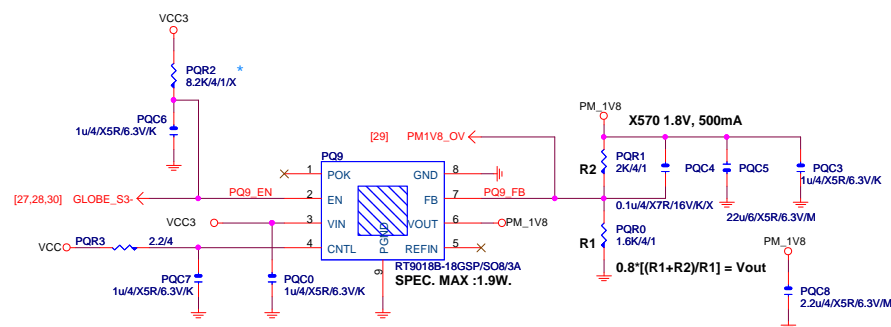 VCC3
PQR2 *
8.2K/4/1/X
PQC6
1u/4/X5R/6.3V/K
[27,28,30] GLOBE_S3-
PQ9_EN
VCC3
VCC
PQR3
2.2/4
PQC7
1u/4/X5R/6.3V/K
PQC0
1u/4/X5R/6.3V/K
PQ9
1 POK
2 EN
3 VIN
4 CNTL
GND 8
FB 7
VOUT 6
REFIN 5
PGND
9
RT9018B-18GSP/SO8/3A
SPEC. MAX :1.9W.
[29] PM1V8_OV
PQ9_FB
PM_1V8
PM_1V8
X570 1.8V, 500mA
R2
PQR1
2K/4/1
PQC4
0.1u/4/X7R/16V/K/X
PQC5
22u/6/X5R/6.3V/M
PQC3
1u/4/X5R/6.3V/K
R1
PQR0
1.6K/4/1
0.8*[(R1+R2)/R1] = Vout
PM_1V8
PQC8
2.2u/4/X5R/6.3V/M